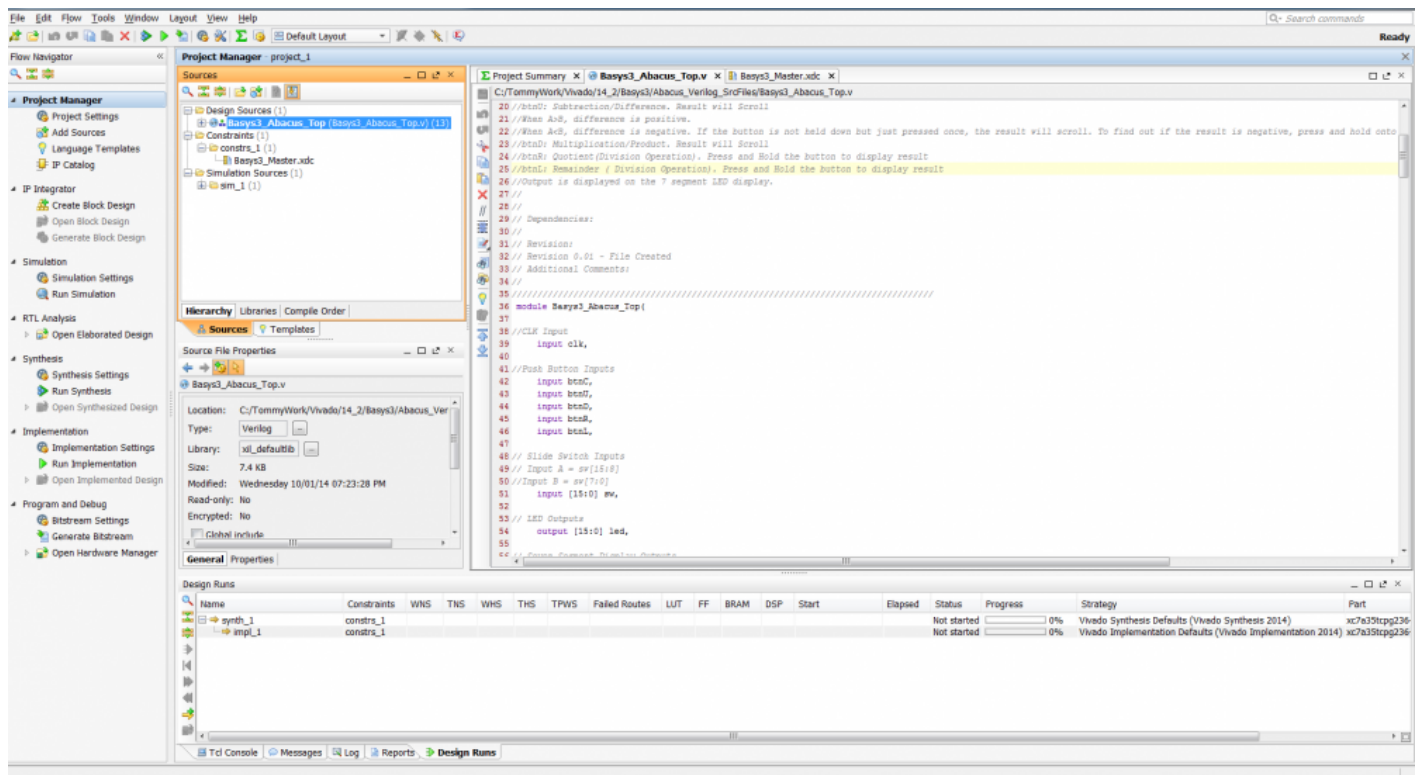 File Edit Flow Tools Window Layout View Help
Q- Search commands
Default Layout
Ready
Flow Navigator
Project Manager
Project Settings
Add Sources
Language Templates
IP Catalog
IP Integrator
Create Block Design
Open Block Design
Generate Block Design
Simulation
Simulation Settings
Run Simulation
RTL Analysis
Open Elaborated Design
Synthesis
Synthesis Settings
Run Synthesis
Open Synthesized Design
Implementation
Implementation Settings
Run Implementation
Open Implemented Design
Program and Debug
Bitstream Settings
Generate Bitstream
Open Hardware Manager
Project Manager - project_1
Sources
Design Sources (1)
Basys3_Abacus_Top (Basys3_Abacus_Top.v) (13)
Constraints (1)
constrs_1 (1)
Basys3_Master.xdc
Simulation Sources (1)
sim_1 (1)
Hierarchy Libraries Compile Order
Sources Templates
Source File Properties
Basys3_Abacus_Top.v
Location: C:/TommyWork/Vivado/14_2/Basys3/Abacus_Ver
Type: Verilog
Library: xil_defaultlib
Size: 7.4 KB
Modified: Wednesday 10/01/14 07:23:28 PM
Read-only: No
Encrypted: No
Global include
General Properties
Project Summary Basys3_Abacus_Top.v Basys3_Master.xdc
C:/TommyWork/Vivado/14_2/Basys3/Abacus_Verilog_SrcFiles/Basys3_Abacus_Top.v
20 //btnU: Subtraction/Difference. Result will Scroll
21 //When A>B, difference is positive.
22 //When A<B, difference is negative. If the button is not held down but just pressed once, the result will scroll. To find out if the result is negative, press and hold onto
23 //btnD: Multiplication/Product. Result will Scroll
24 //btnR: Quotient(Division Operation). Press and Hold the button to display result
25 //btnL: Remainder ( Division Operation). Press and Hold the button to display result
26 //Output is displayed on the 7 segment LED display.
27 //
28 //
29 // Dependencies:
30 //
31 // Revision:
32 // Revision 0.01 - File Created
33 // Additional Comments:
34 //
35 //////////////////////////////////////////////////////////////////////////////////
36 module Basys3_Abacus_Top(
37
38 //CLK Input
39 input clk,
40
41 //Push Button Inputs
42 input btnC,
43 input btnU,
44 input btnD,
45 input btnR,
46 input btnL,
47
48 // Slide Switch Inputs
49 // Input A = sw[15:8]
50 //Input B = sw[7:0]
51 input [15:0] sw,
52
53 // LED Outputs
54 output [15:0] led,
55
56 // Seven Segment Display Outputs
Design Runs
Name Constraints WNS TNS WHS THS TPWS Failed Routes LUT FF BRAM DSP Start Elapsed Status Progress Strategy Part
synth_1 constrs_1 Not started 0% Vivado Synthesis Defaults (Vivado Synthesis 2014) xc7a35tcpg236-
impl_1 constrs_1 Not started 0% Vivado Implementation Defaults (Vivado Implementation 2014) xc7a35tcpg236-
Tcl Console Messages Log Reports Design Runs